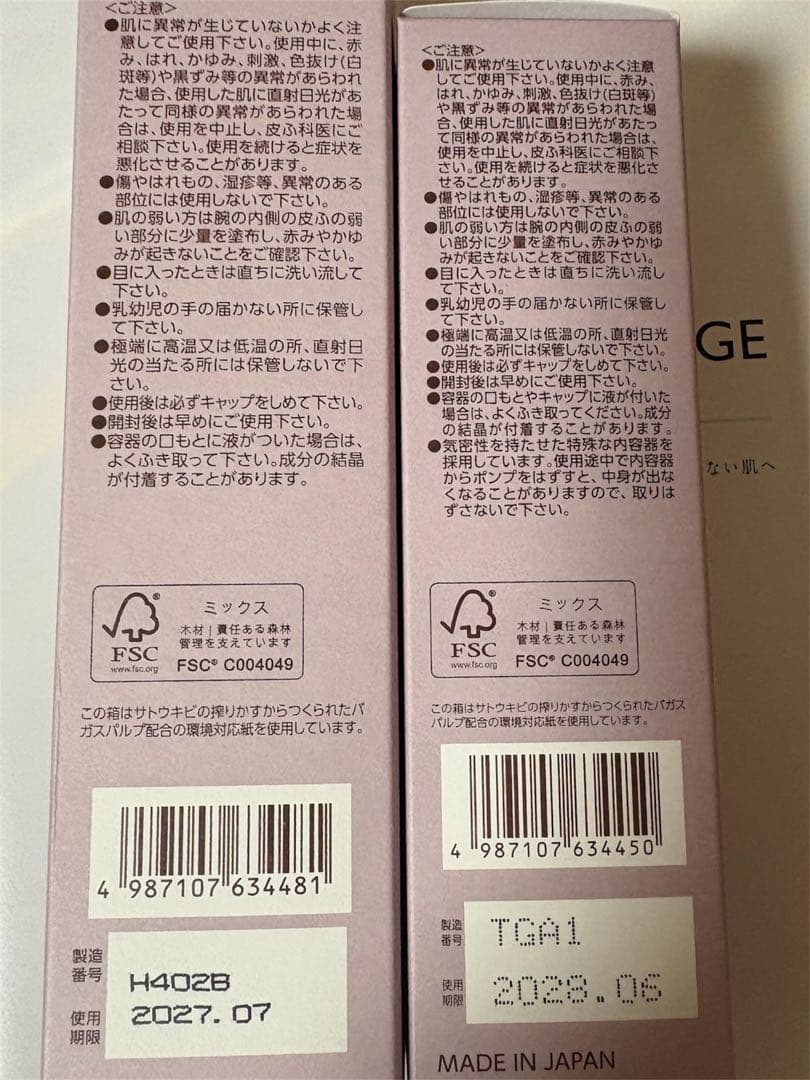 <ご注意>
●肌に異常が生じていないかよく注
意してご使用下さい。使用中に、赤
み、はれ、かゆみ、刺激、色抜け(白
斑等)や黒ずみ等の異常があらわれ
た場合、使用した肌に直射日光があ
たって同様の異常があらわれた場
合は、使用を中止し、皮ふ科医にご
相談下さい。使用を続けると症状を
悪化させることがあります。
●傷やはれもの、湿疹等、異常のある
部位には使用しないで下さい。
●肌の弱い方は腕の内側の皮ふの弱
い部分に少量を塗布し、赤みやかゆ
みが起きないことをご確認下さい。
●目に入ったときは直ちに洗い流して
下さい。
●乳幼児の手の届かない所に保管し
て下さい。
●極端に高温又は低温の所、直射日
光の当たる所には保管しないで下
さい。
●使用後は必ずキャップをしめて下さい。
●開封後は早めにご使用下さい。
●容器の口もとに液がついた場合は、
よくふき取って下さい。成分の結晶
が付着することがあります。
FSC
www.fsc.org
ミックス
木材|責任ある森林
管理を支えています
FSC® C004049
この箱はサトウキビの搾りかすからつくられたバ
ガスパルプ配合の環境対応紙を使用しています。
4 987107 634481
製造
番号
H402B
使用
期限
2027.07
<ご注意>
●肌に異常が生じていないかよく注意
してご使用下さい。使用中に、赤み、
はれ、かゆみ、刺激、色抜け(白斑等)
や黒ずみ等の異常があらわれた場
合、使用した肌に直射日光があたっ
て同様の異常があらわれた場合は、
使用を中止し、皮ふ科医にご相談下
さい。使用を続けると症状を悪化さ
せることがあります。
●傷やはれもの、湿疹等、異常のある
部位には使用しないで下さい。
●肌の弱い方は腕の内側の皮ふの弱
い部分に少量を塗布し、赤みやかゆ
みが起きないことをご確認下さい。
●目に入ったときは直ちに洗い流し
て下さい。
●乳幼児の手の届かない所に保管し
て下さい。
●極端に高温又は低温の所、直射日光
の当たる所には保管しないで下さい。
●使用後は必ずキャップをしめて下さい。
●開封後は早めにご使用下さい。
●容器の口もとやキャップに液が付いた
場合は、よくふき取ってください。成分
の結晶が付着することがあります。
●気密性を持たせた特殊な内容器を
採用しています。使用途中で内容器
からポンプをはずすと、中身が出な
くなることがありますので、取りは
ずさないで下さい。
FSC
www.fsc.org
ミックス
木材|責任ある森林
管理を支えています
FSC® C004049
この箱はサトウキビの搾りかすからつくられたバガス
パルプ配合の環境対応紙を使用しています。
4 987107 634450
製造
番号
TGA1
使用
期限
2028.06
MADE IN JAPAN
GE
ない肌へ